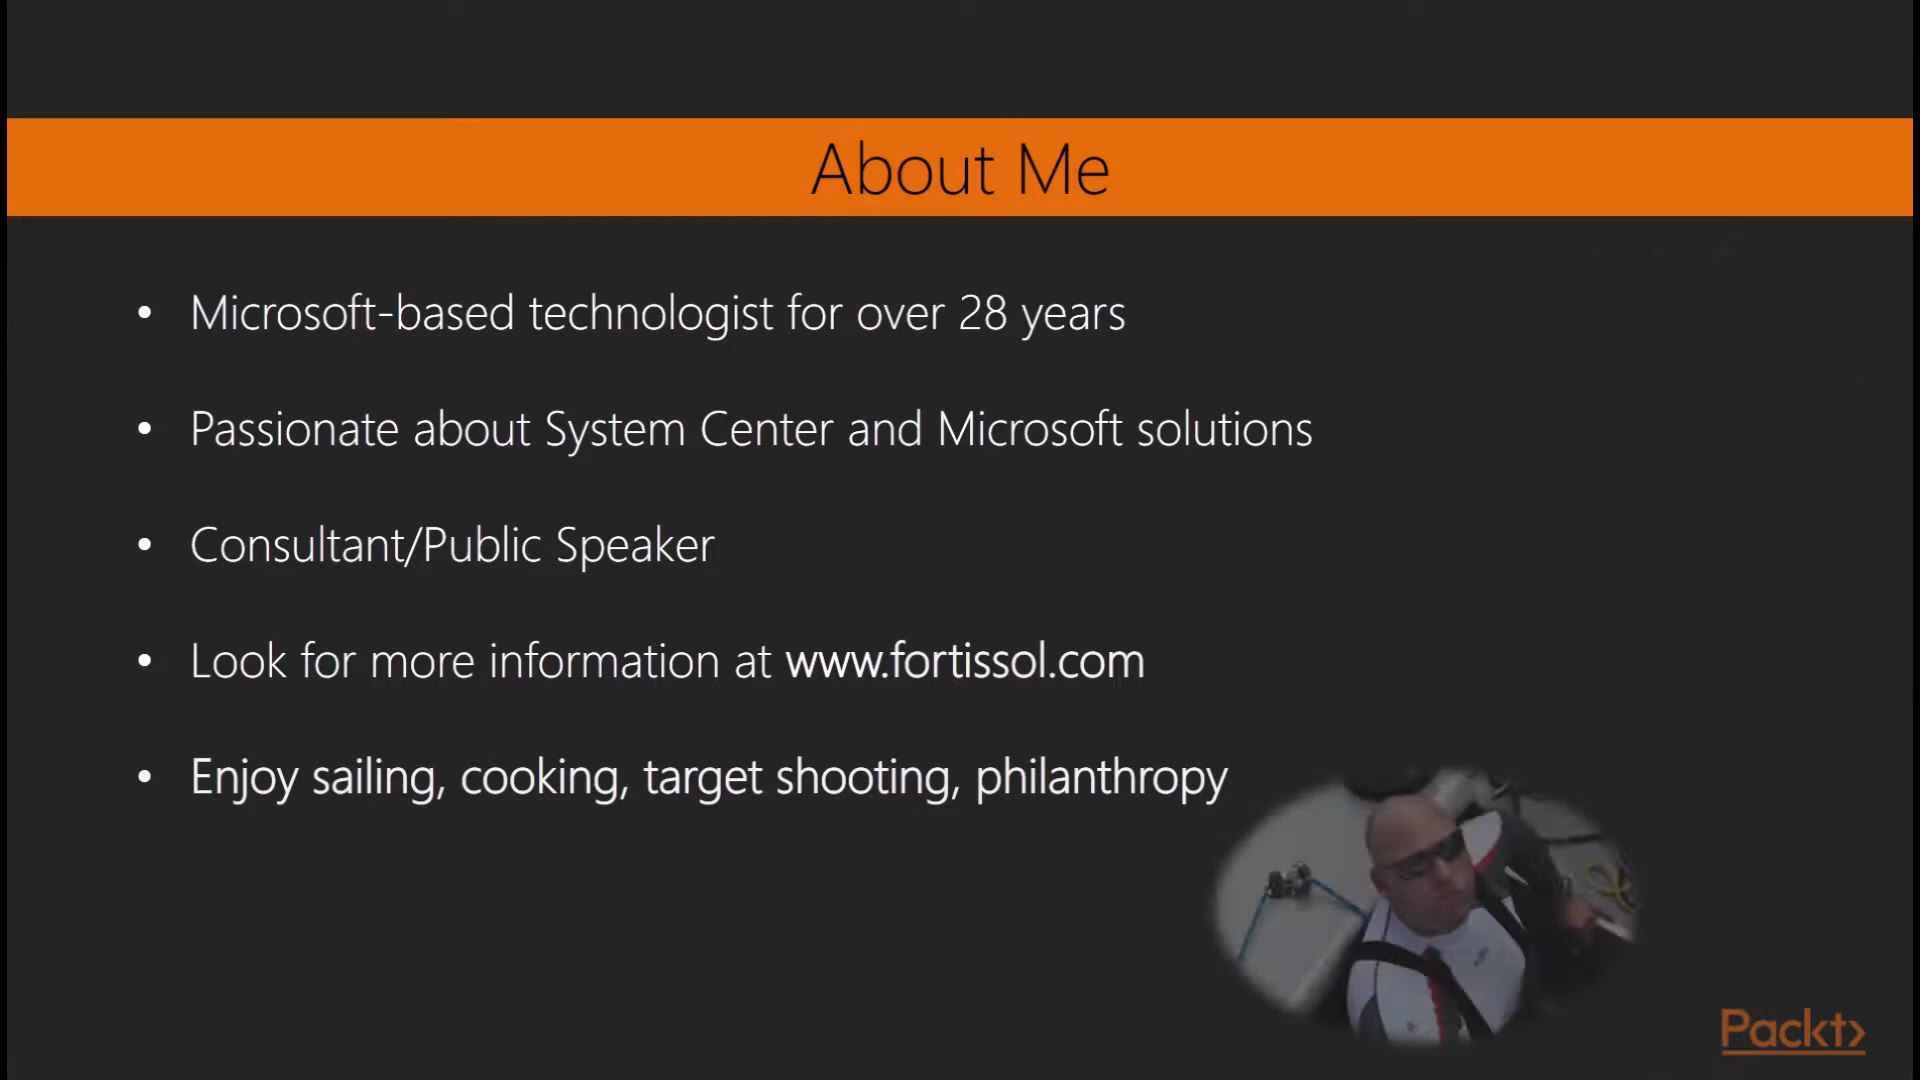 About Me
• Microsoft-based technologist for over 28 years
• Passionate about System Center and Microsoft solutions
• Consultant/Public Speaker
• Look for more information at www.fortissol.com
• Enjoy sailing, cooking, target shooting, philanthropy
Packt>